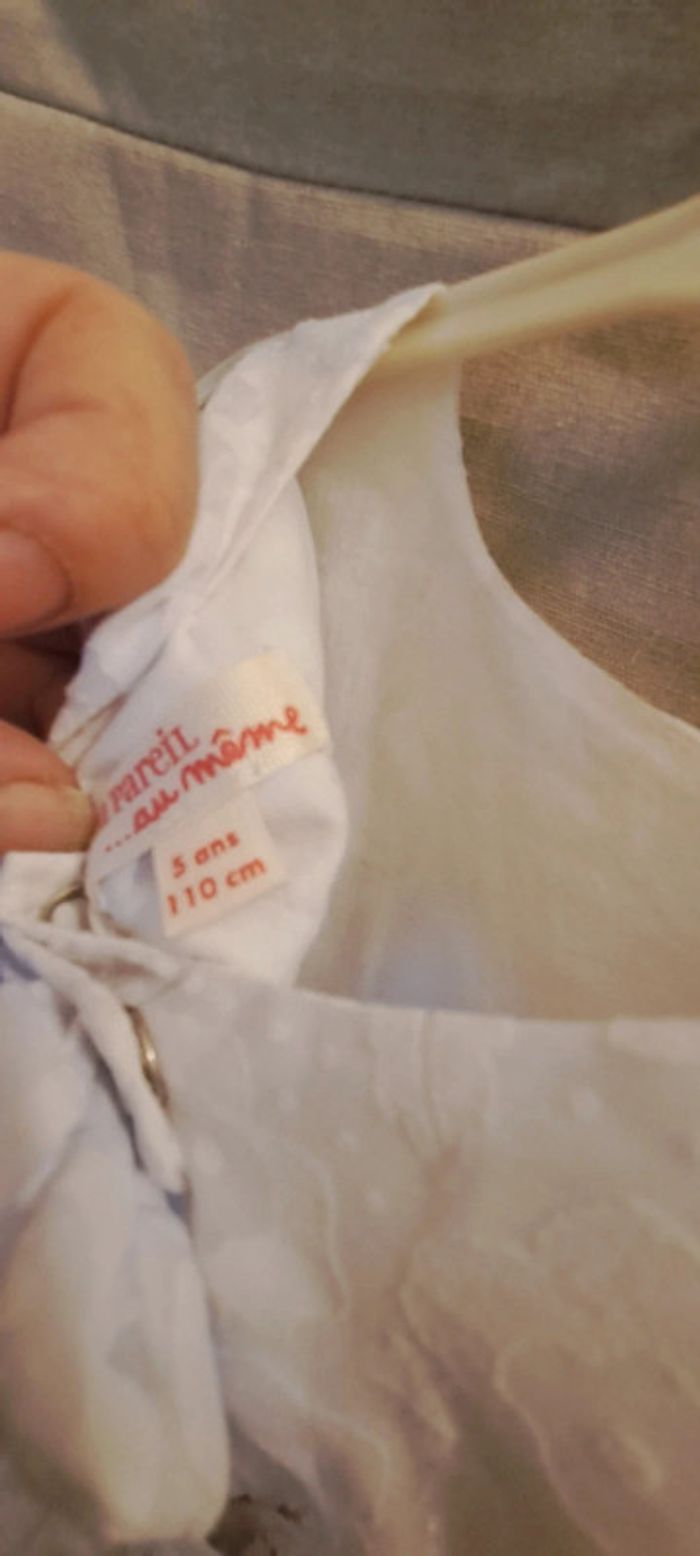 Pareil
...au même
5 ans
110 cm